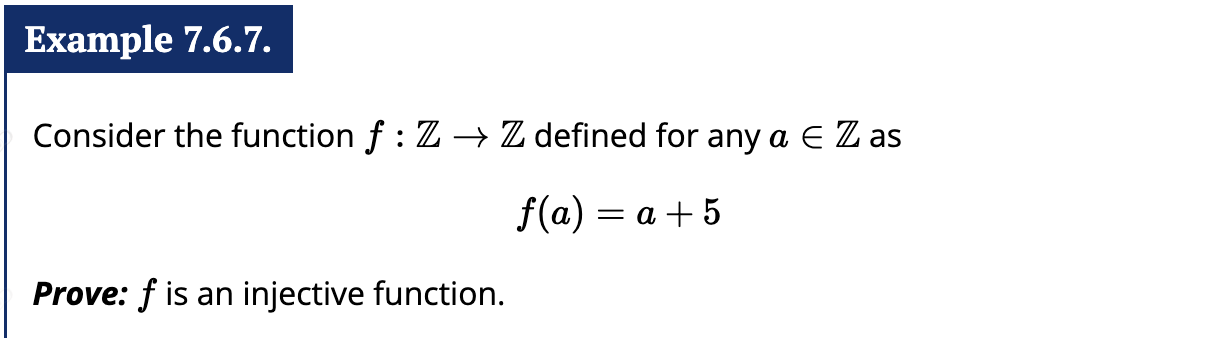 Example 7.6.7.
Consider the function f : ℤ → ℤ defined for any a ∈ ℤ as
f(a) = a + 5
Prove: f is an injective function.